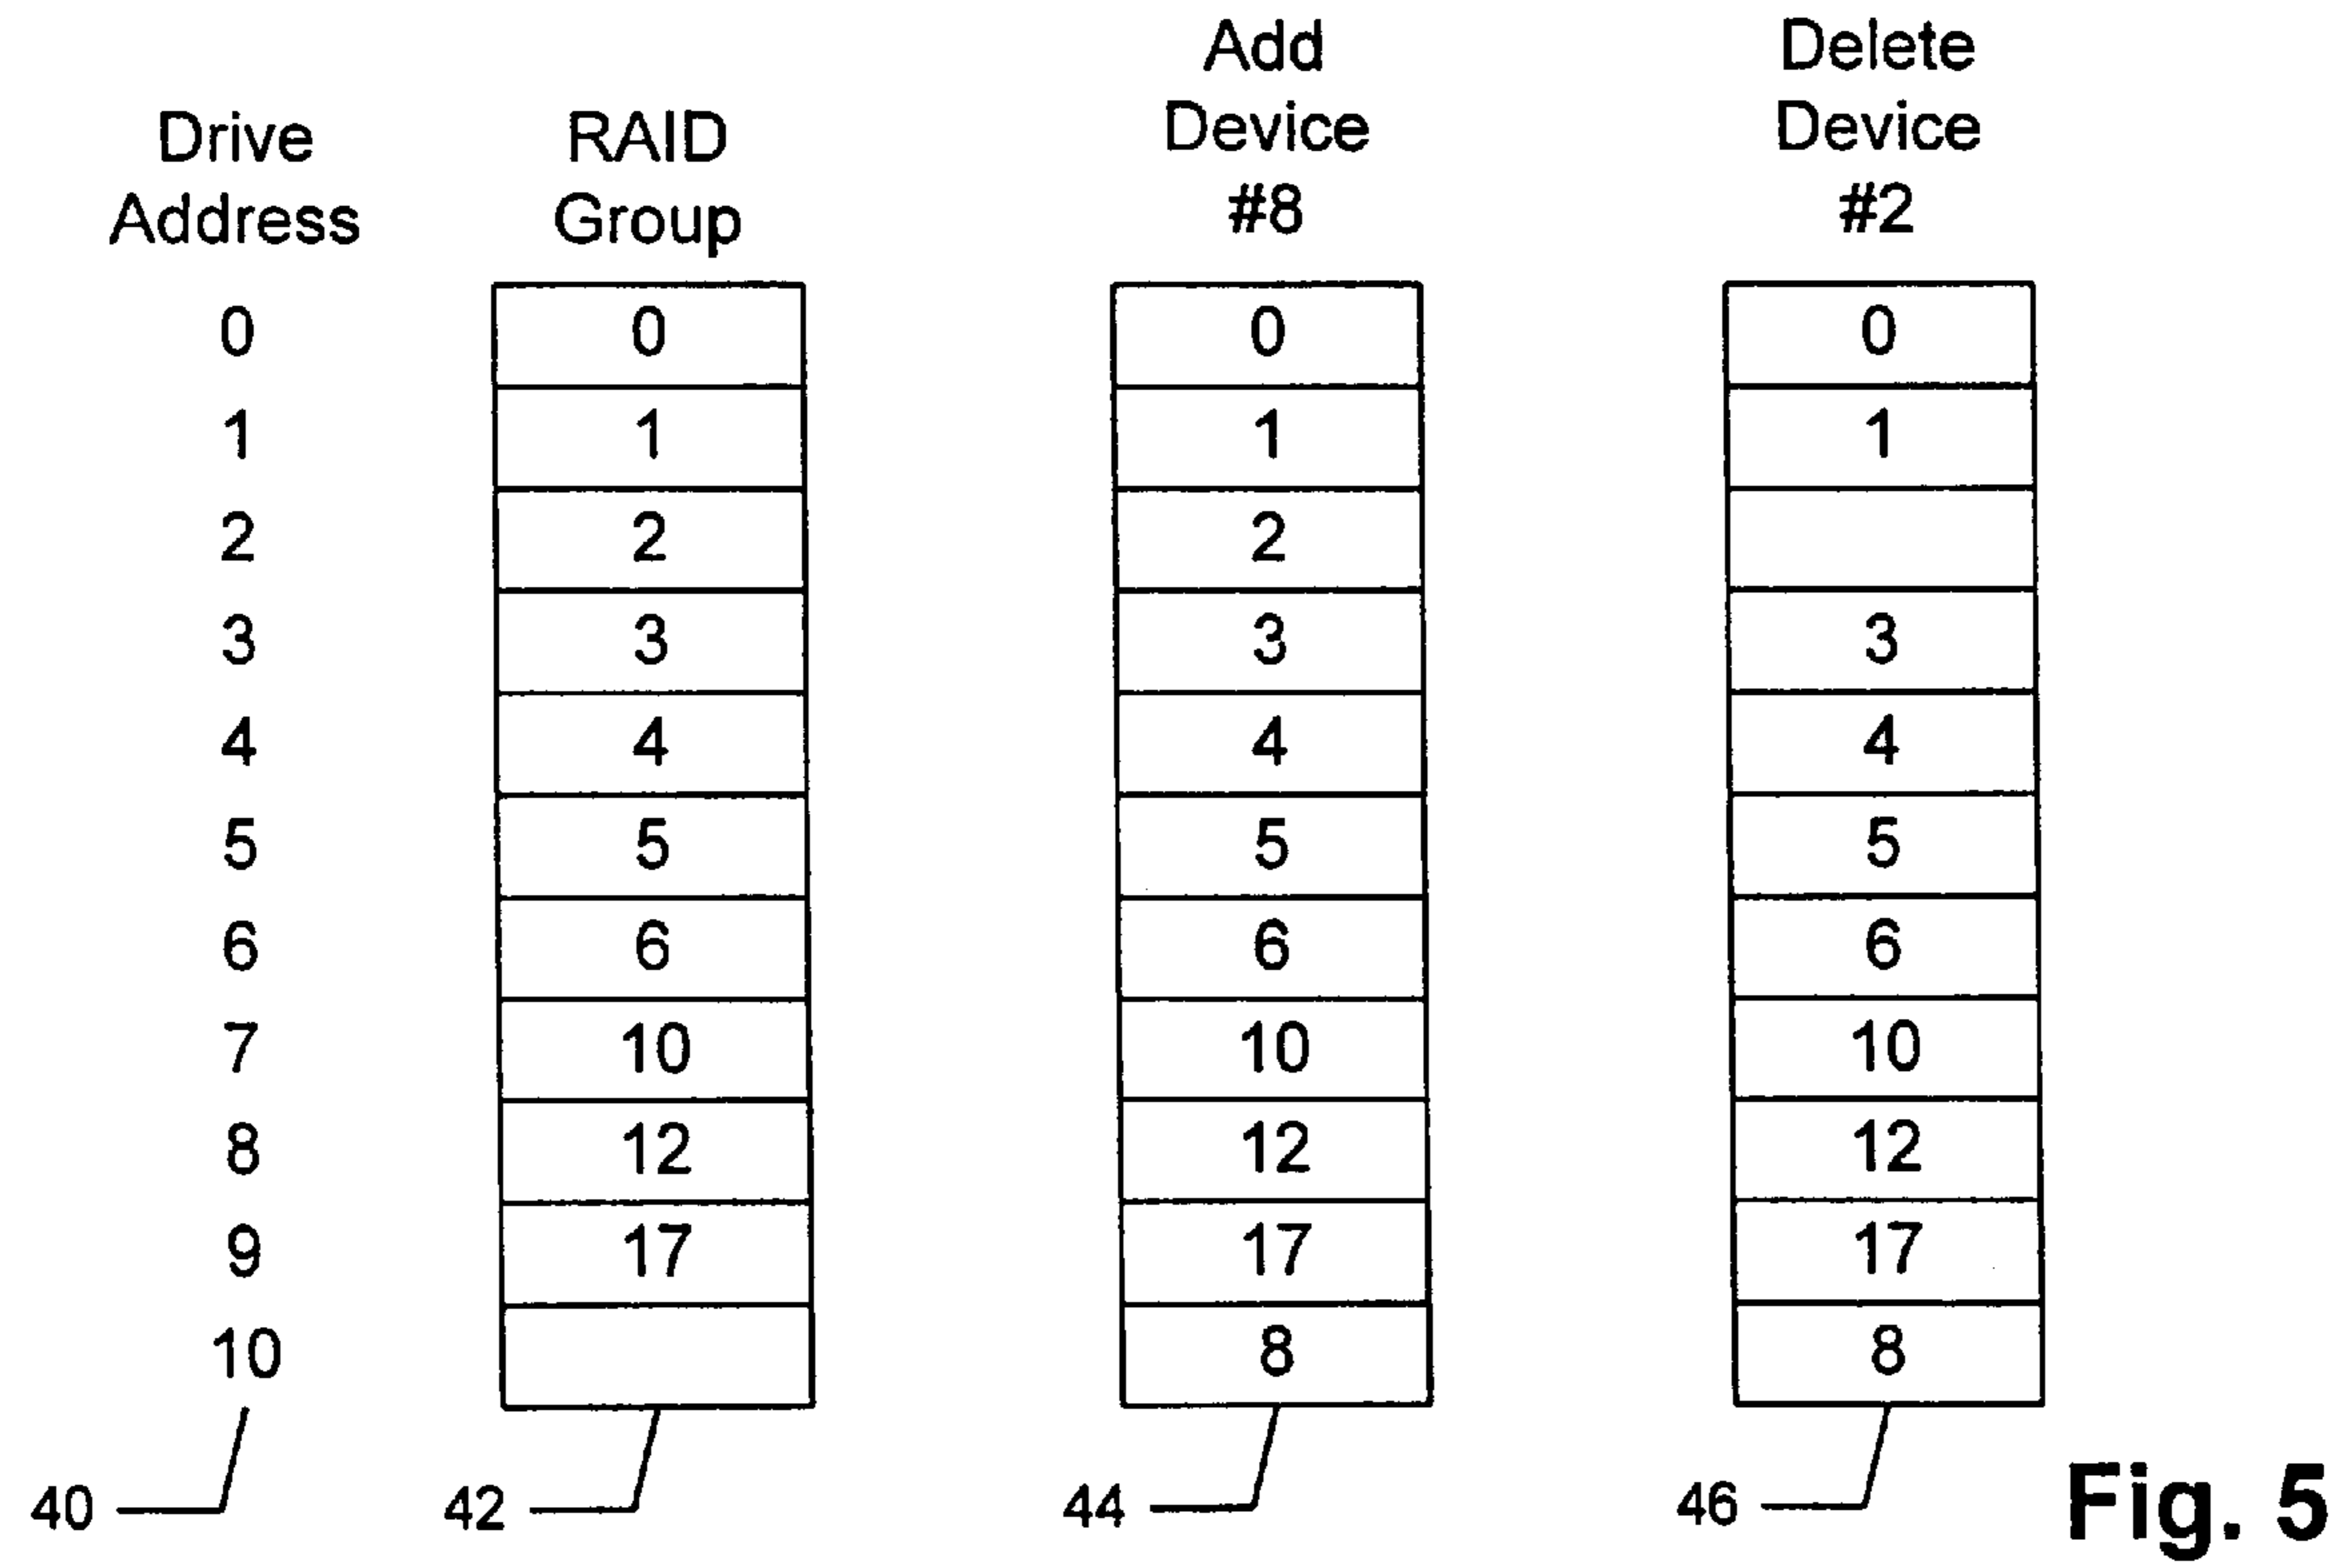 Drive Address
RAID Group
Add Device #8
Delete Device #2
0 0 0 0
1 1 1 1
2 2 2
3 3 3 3
4 4 4 4
5 5 5 5
6 6 6 6
7 10 10 10
8 12 12 12
9 17 17 17
10 8 8
40 42 44 46
Fig. 5